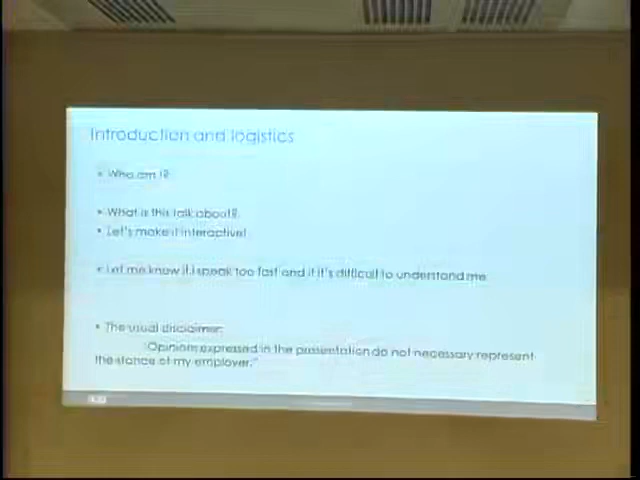 Introduction and logistics
• Who am I?
• What is this talk about?
• Let's make it interactive!
• Let me know if I speak too fast and if it's difficult to understand me
• The usual disclaimer:
"Opinions expressed in the presentation do not necessary represent
the stance of my employer."